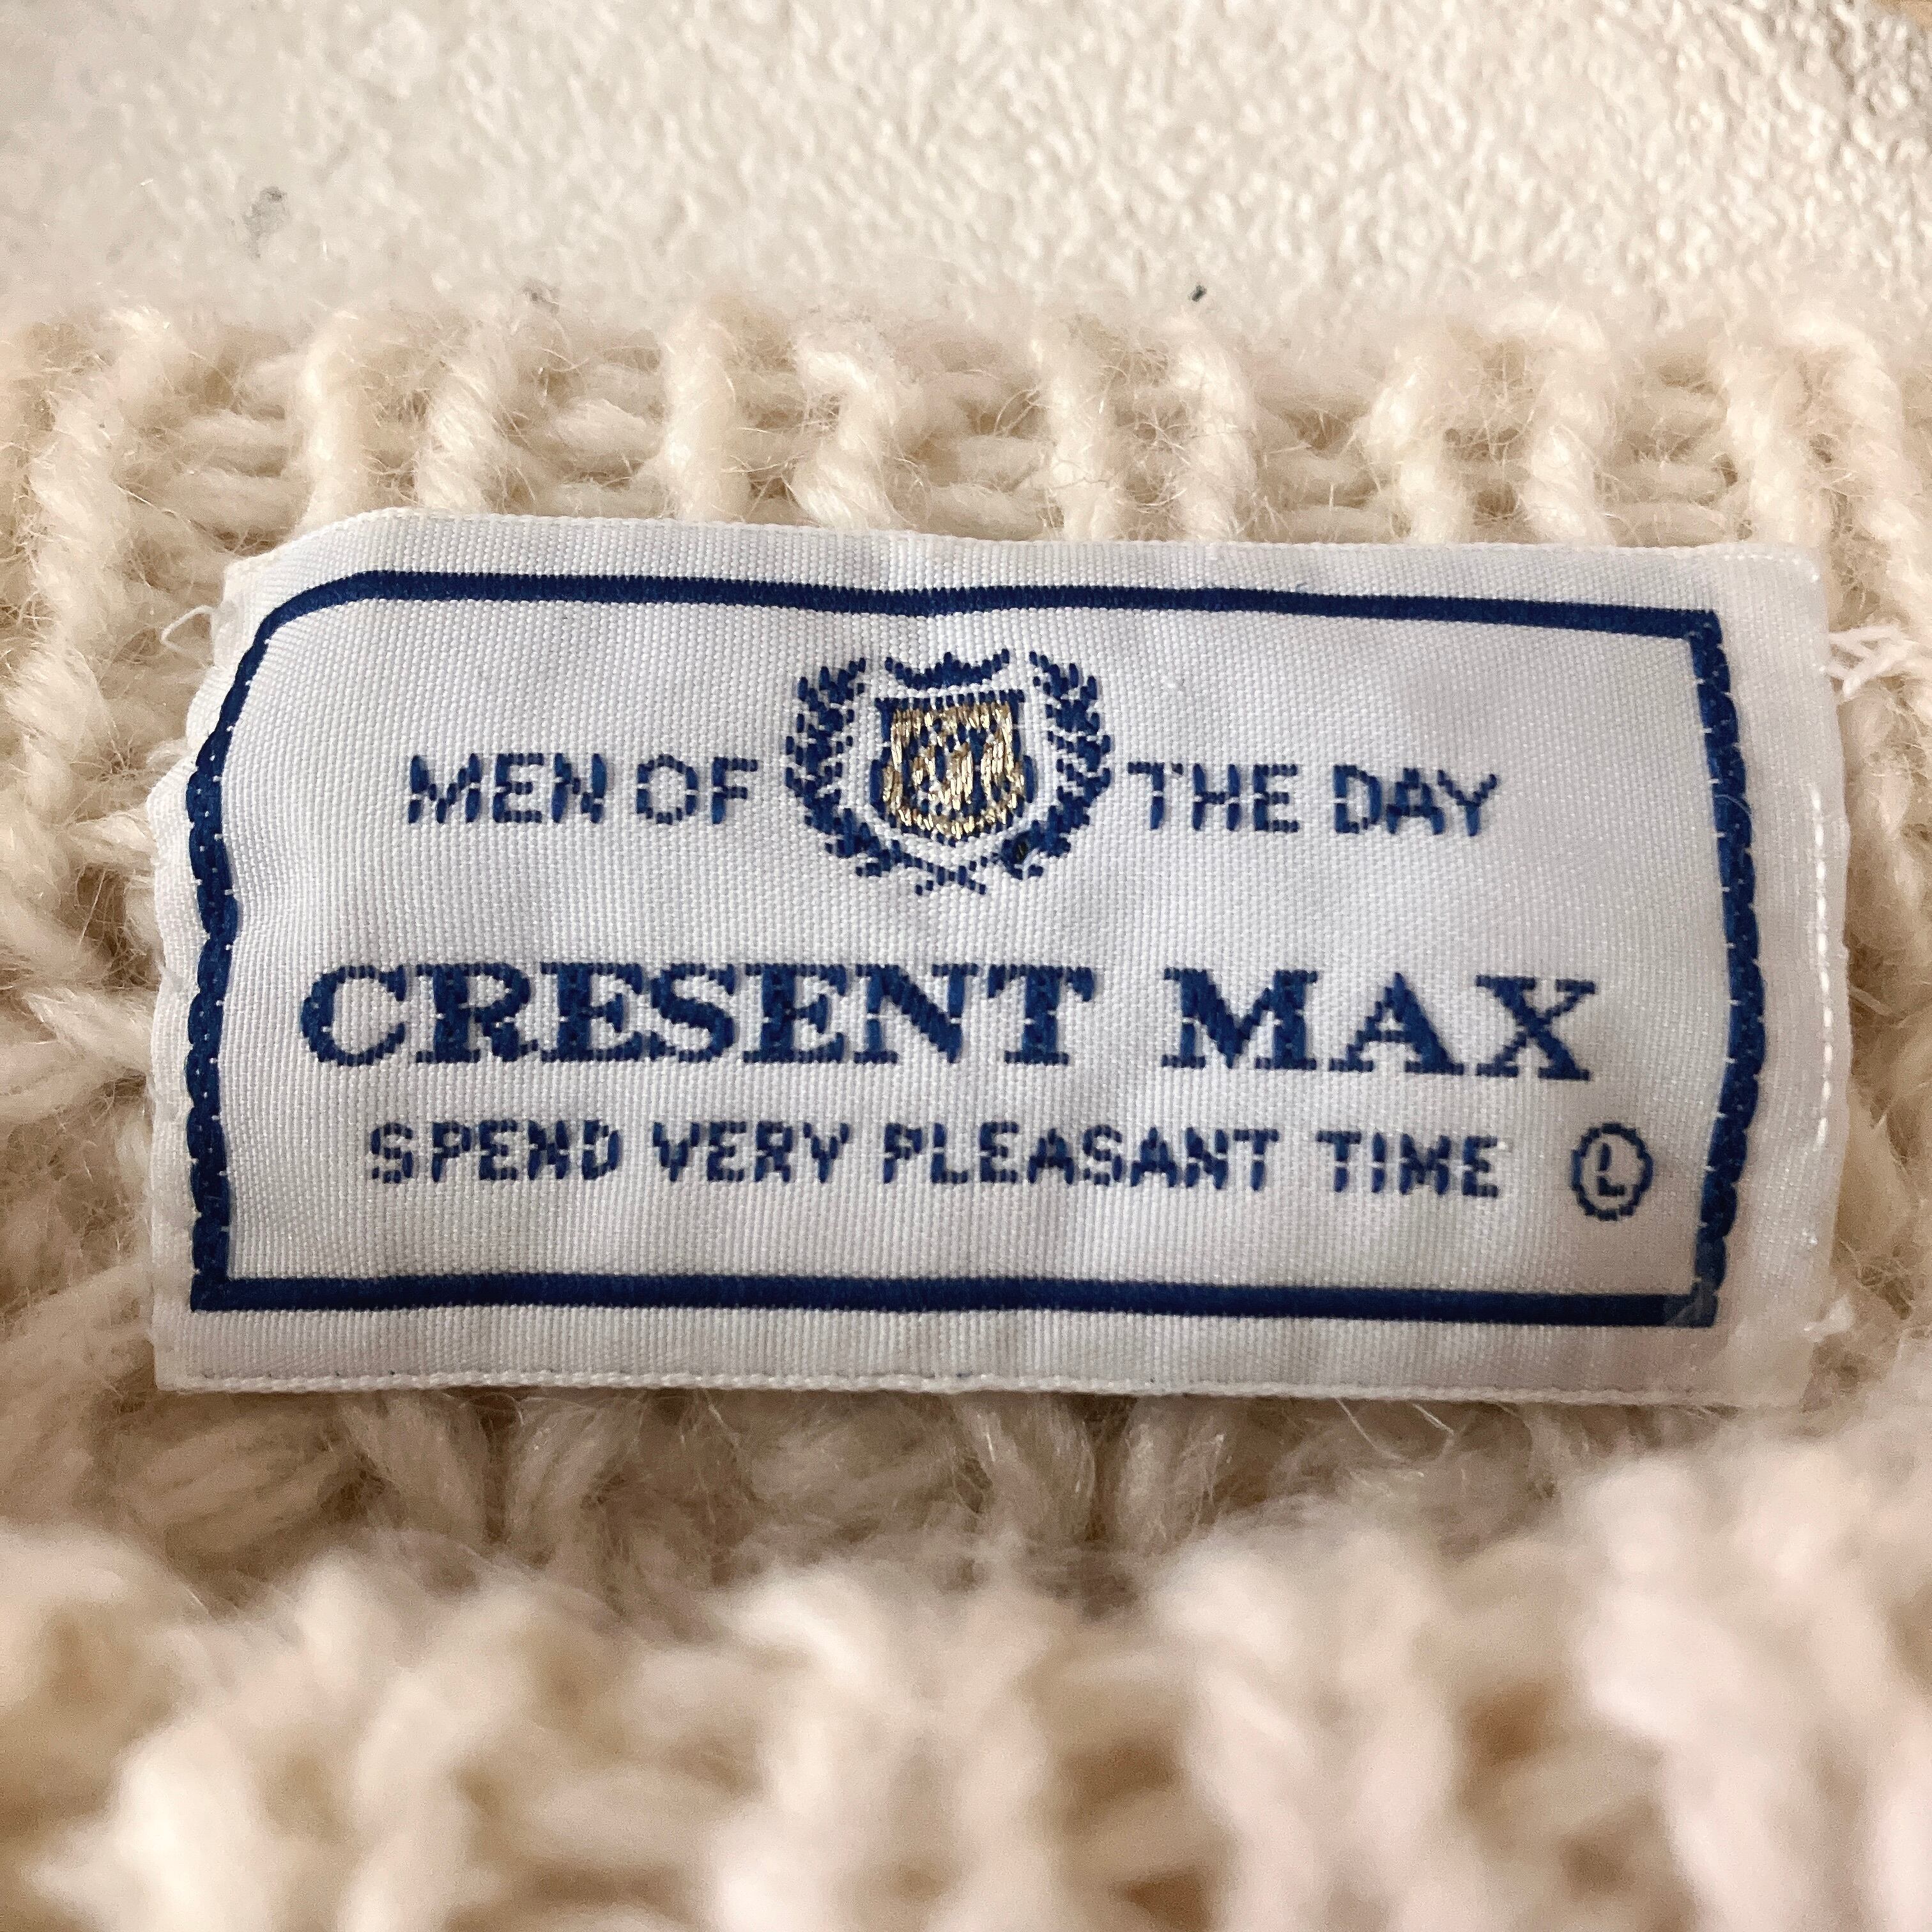 MEN OF THE DAY
CRESENT MAX
SPEND VERY PLEASANT TIME Ⓛ